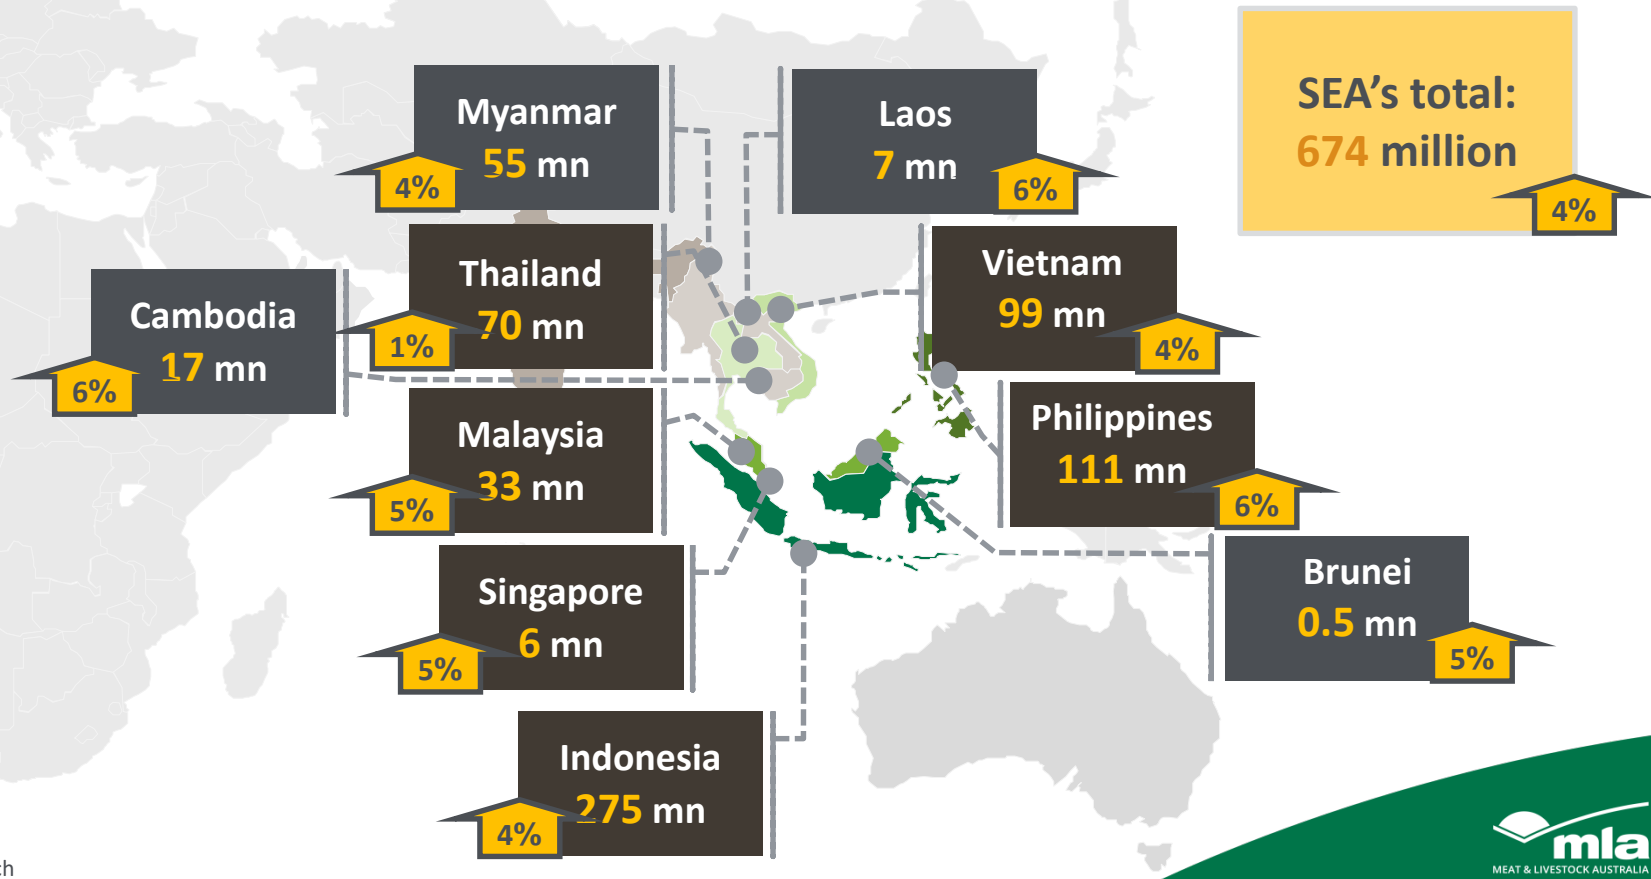 SEA's total:
674 million
4%
Myanmar
55 mn
4%
Laos
7 mn
6%
Thailand
70 mn
1%
Vietnam
99 mn
4%
Cambodia
17 mn
6%
Malaysia
33 mn
5%
Philippines
111 mn
6%
Singapore
6 mn
5%
Brunei
0.5 mn
5%
Indonesia
275 mn
4%
mla
MEAT & LIVESTOCK AUSTRALIA